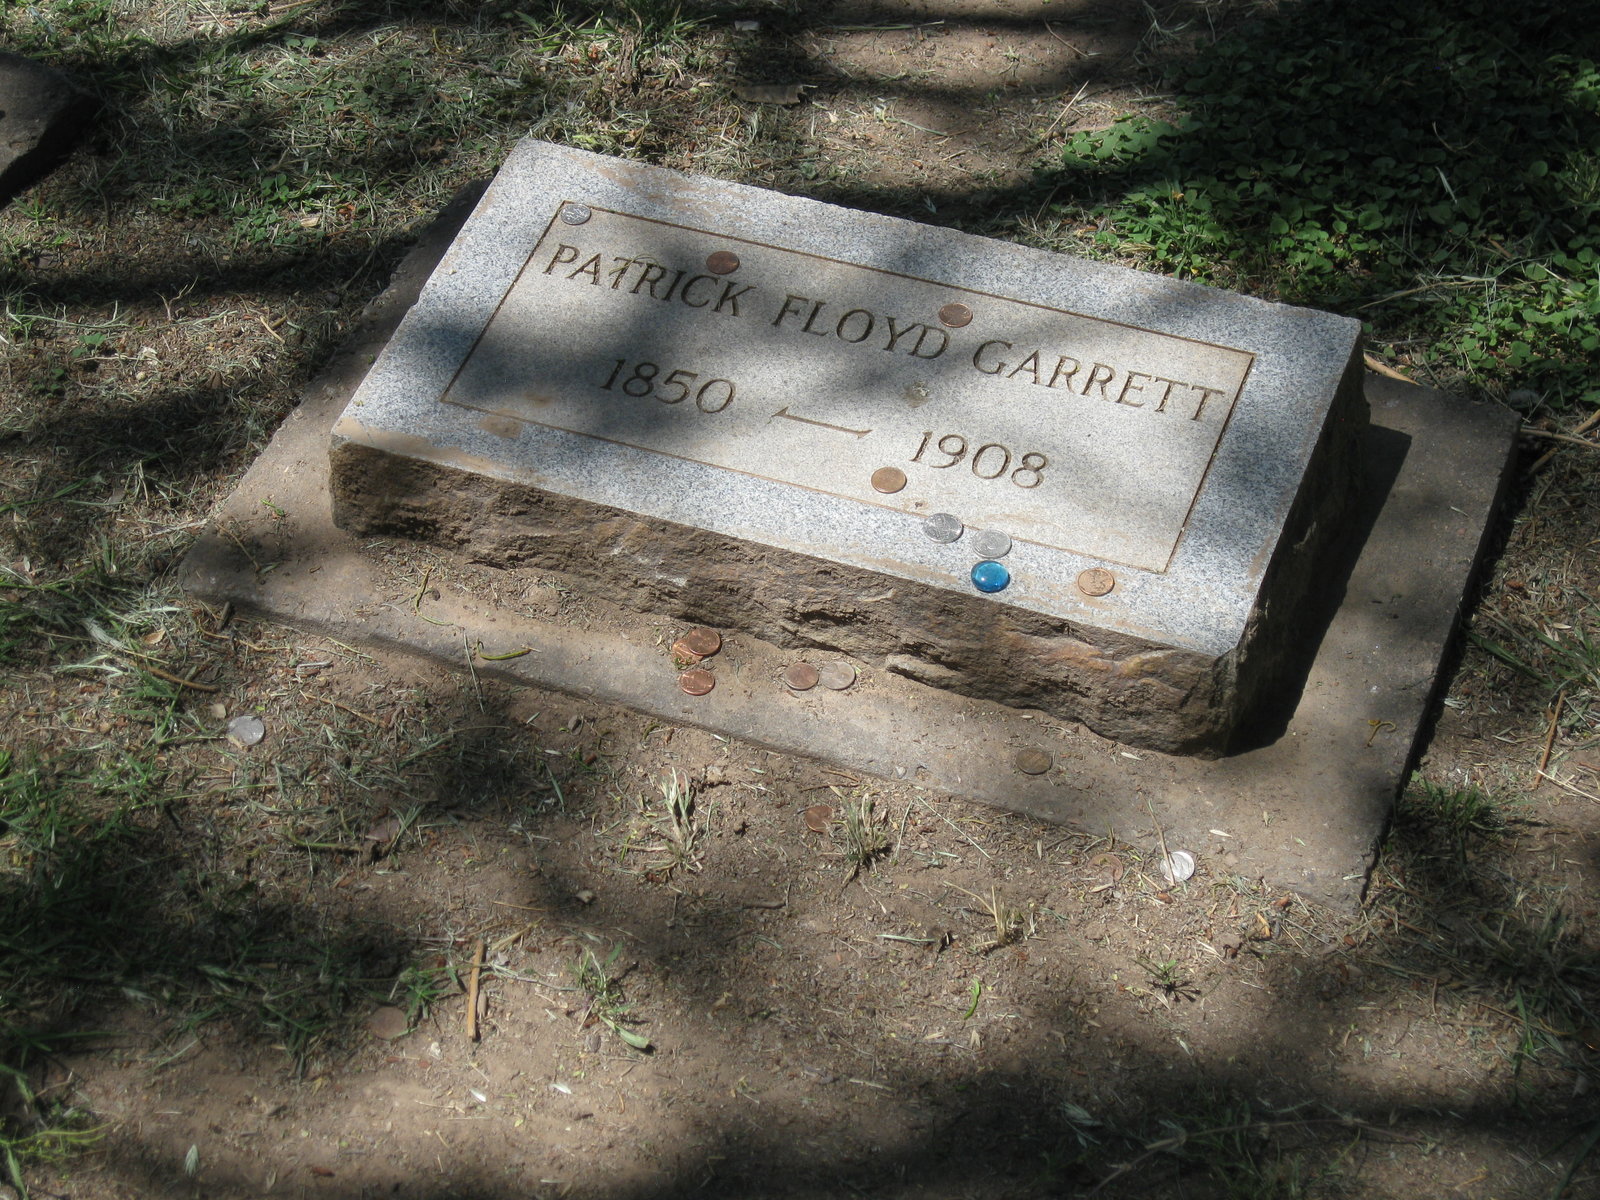 PATRICK FLOYD GARRETT
1850 — 1908